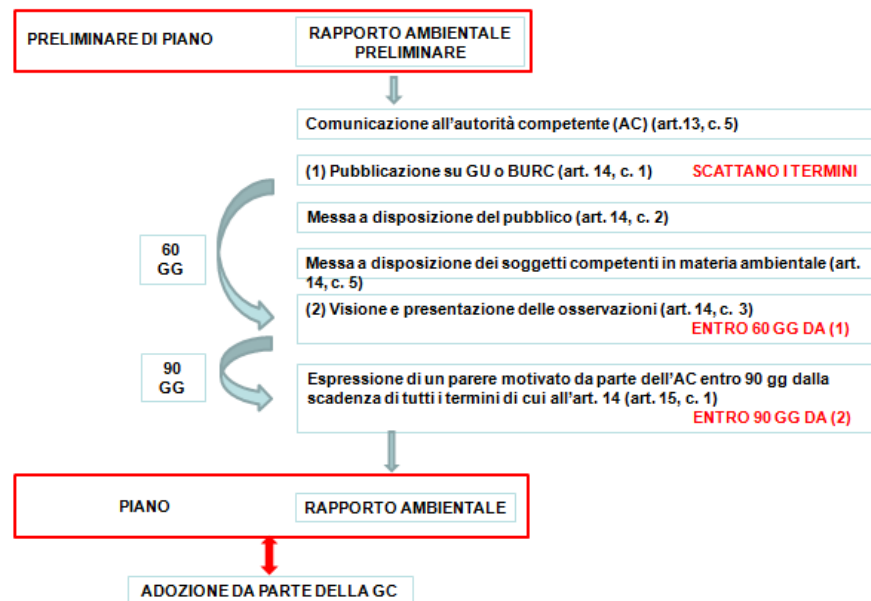 PRELIMINARE DI PIANO
RAPPORTO AMBIENTALE
PRELIMINARE
Comunicazione all'autorità competente (AC) (art.13, c. 5)
(1) Pubblicazione su GU o BURC (art. 14, c. 1) SCATTANO I TERMINI
Messa a disposizione del pubblico (art. 14, c. 2)
60
GG
Messa a disposizione dei soggetti competenti in materia ambientale (art.
14, c. 5)
(2) Visione e presentazione delle osservazioni (art. 14, c. 3)
ENTRO 60 GG DA (1)
90
GG
Espressione di un parere motivato da parte dell'AC entro 90 gg dalla
scadenza di tutti i termini di cui all'art. 14 (art. 15, c. 1)
ENTRO 90 GG DA (2)
PIANO
RAPPORTO AMBIENTALE
ADOZIONE DA PARTE DELLA GC